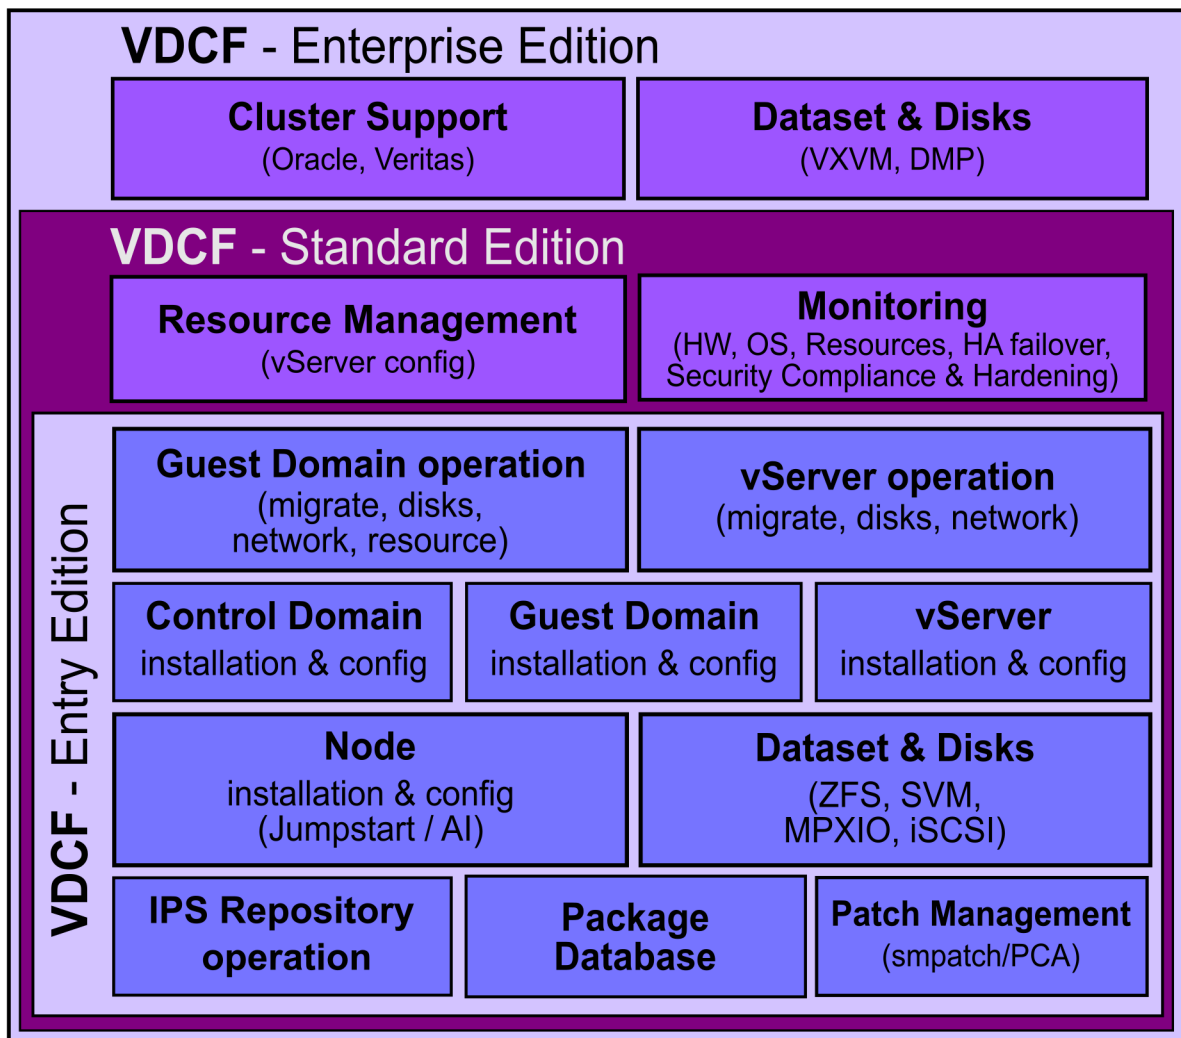 VDCF - Enterprise Edition
Cluster Support
(Oracle, Veritas)
Dataset & Disks
(VXVM, DMP)
VDCF - Standard Edition
Resource Management
(vServer config)
Monitoring
(HW, OS, Resources, HA failover,
Security Compliance & Hardening)
VDCF - Entry Edition
Guest Domain operation
(migrate, disks,
network, resource)
vServer operation
(migrate, disks, network)
Control Domain
installation & config
Guest Domain
installation & config
vServer
installation & config
Node
installation & config
(Jumpstart / AI)
Dataset & Disks
(ZFS, SVM,
MPXIO, iSCSI)
IPS Repository
operation
Package
Database
Patch Management
(smpatch/PCA)